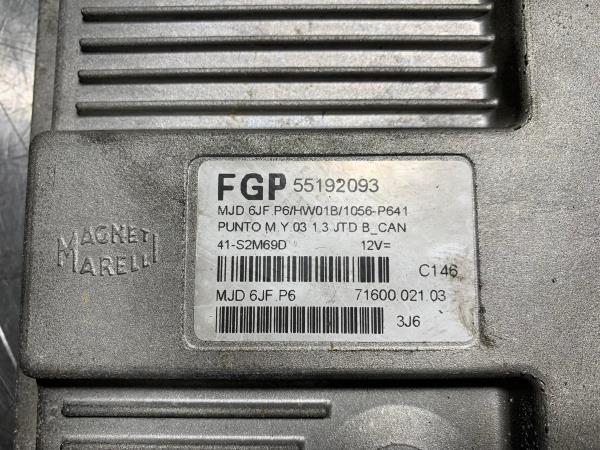 MAGNETI
MARELLI
FGP 55192093
MJD 6JF.P6/HW01B/1056-P641
PUNTO M.Y.03 1.3 JTD B_CAN
41-S2M69D 12V=
C146
MJD 6JF.P6 71600.021.03
3J6